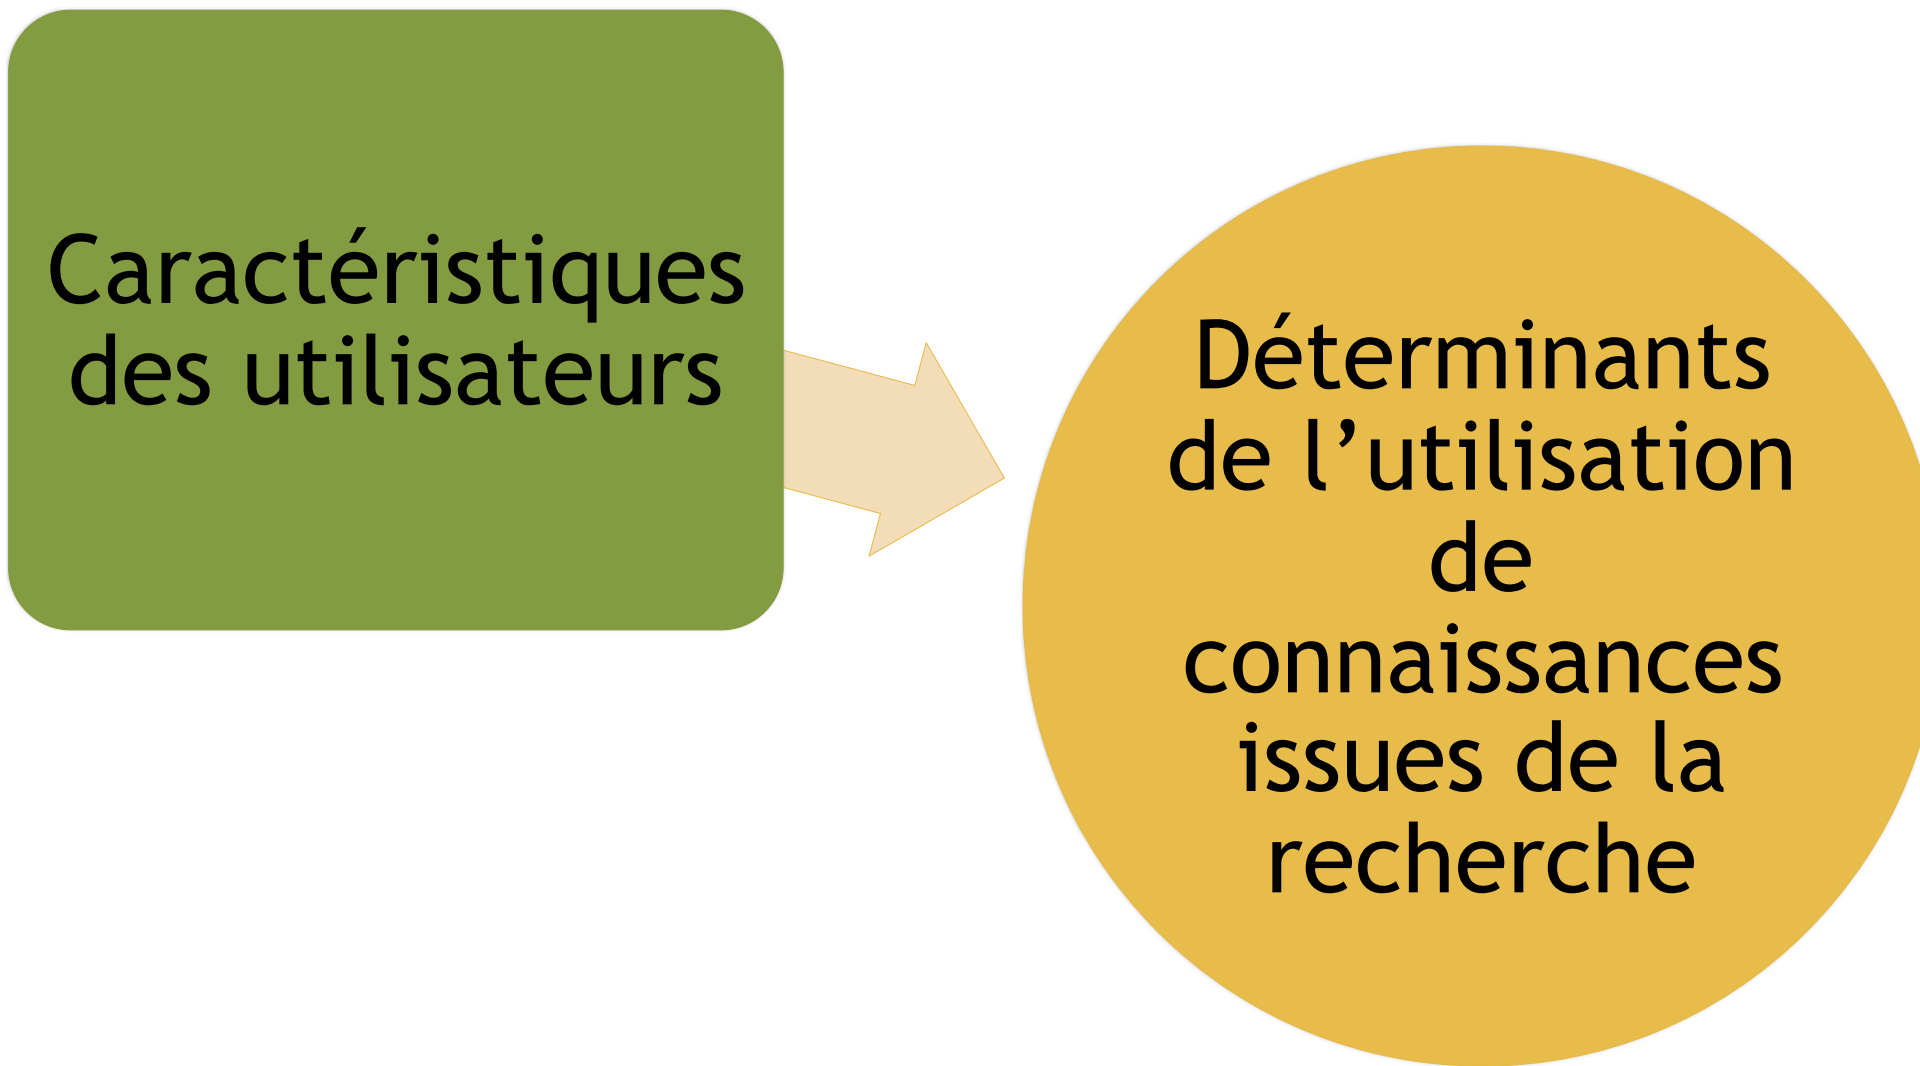 Caractéristiques
des utilisateurs
Déterminants
de l’utilisation
de
connaissances
issues de la
recherche